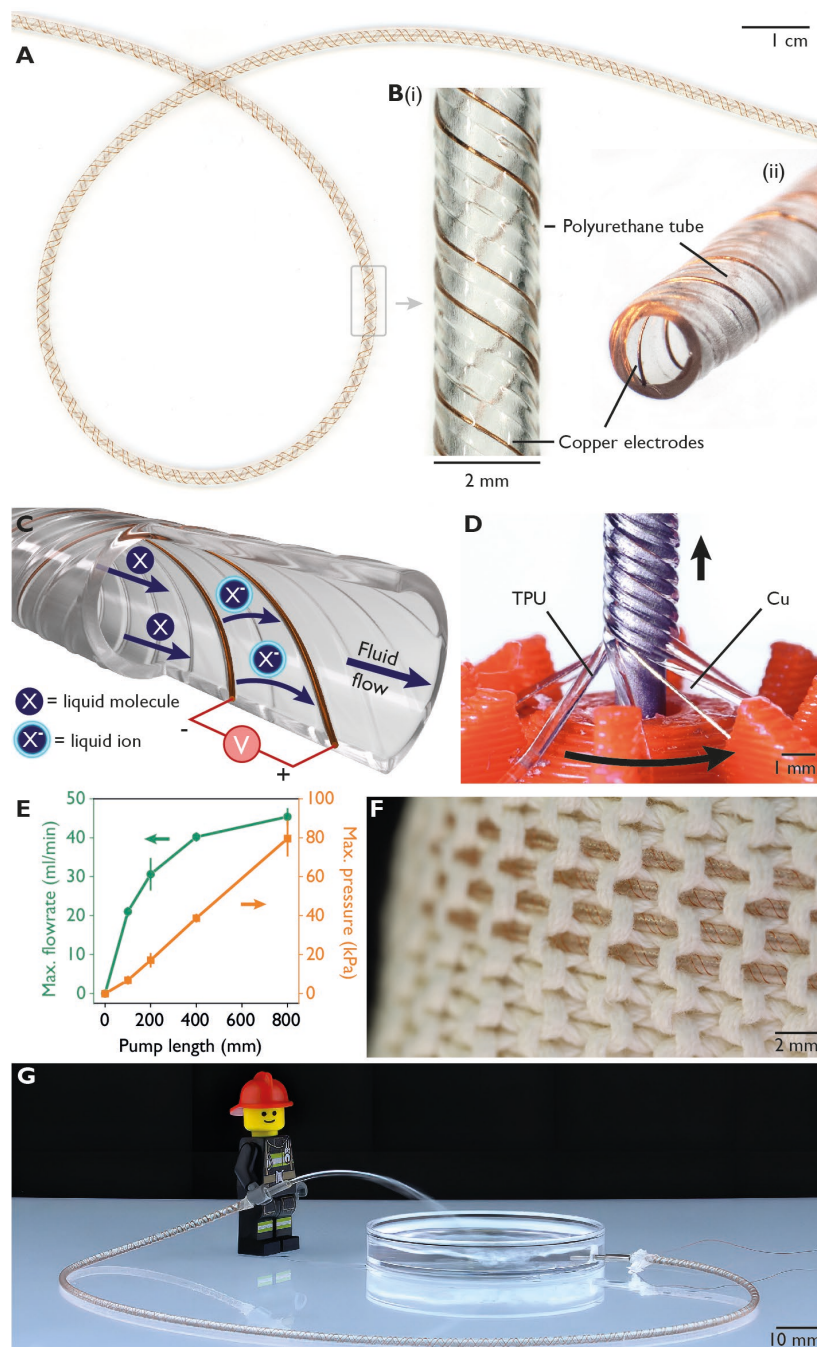 A
1 cm
B(i)
(ii)
Polyurethane tube
Copper electrodes
2 mm
C
X
X
X⁻
X⁻
Fluid
flow
X = liquid molecule
X⁻ = liquid ion
-
V
+
D
TPU
Cu
1 mm
E
Max. flowrate (ml/min)
50
40
30
20
10
0
100
80
60
40
20
0
Max. pressure (kPa)
0
200
400
600
800
Pump length (mm)
F
2 mm
G
10 mm